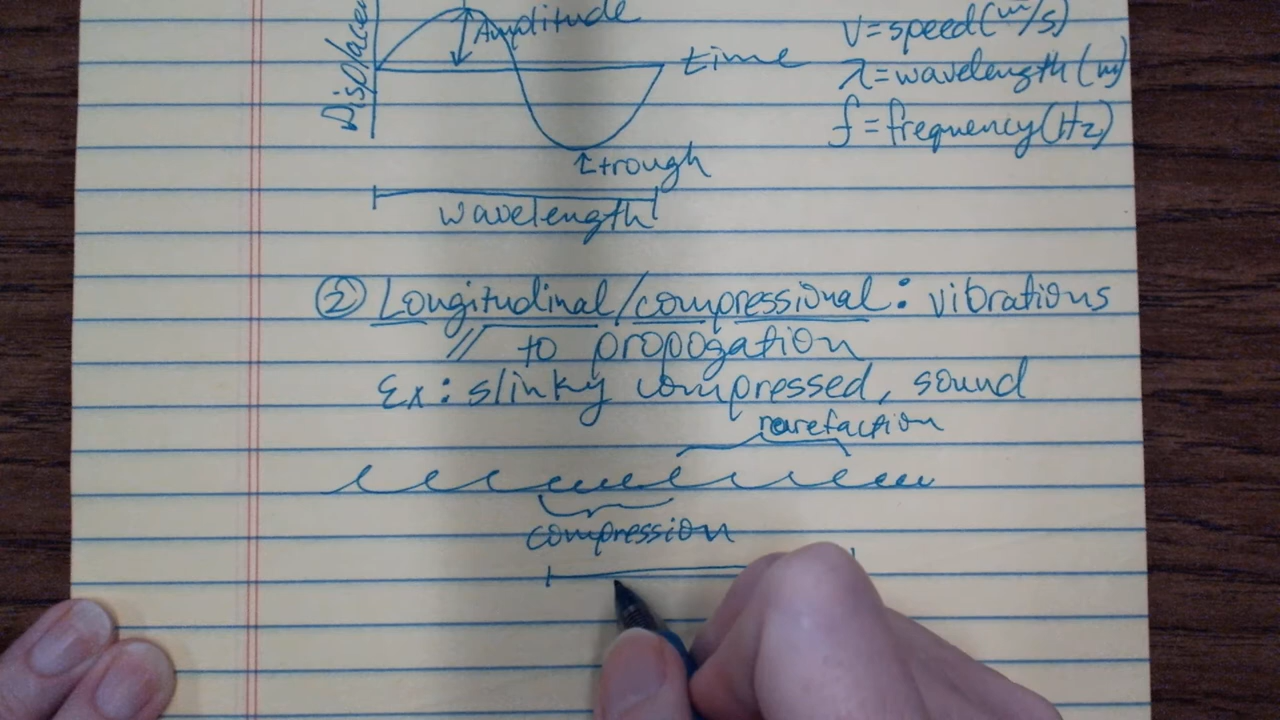 Amplitude
v=speed(m/s)
Displacem
time
λ=wavelength(m)
f=frequency(Hz)
↑trough
wavelength
② Longitudinal/compressional: vibrations
// to propogation
Ex: slinky compressed, sound
rarefaction
compression